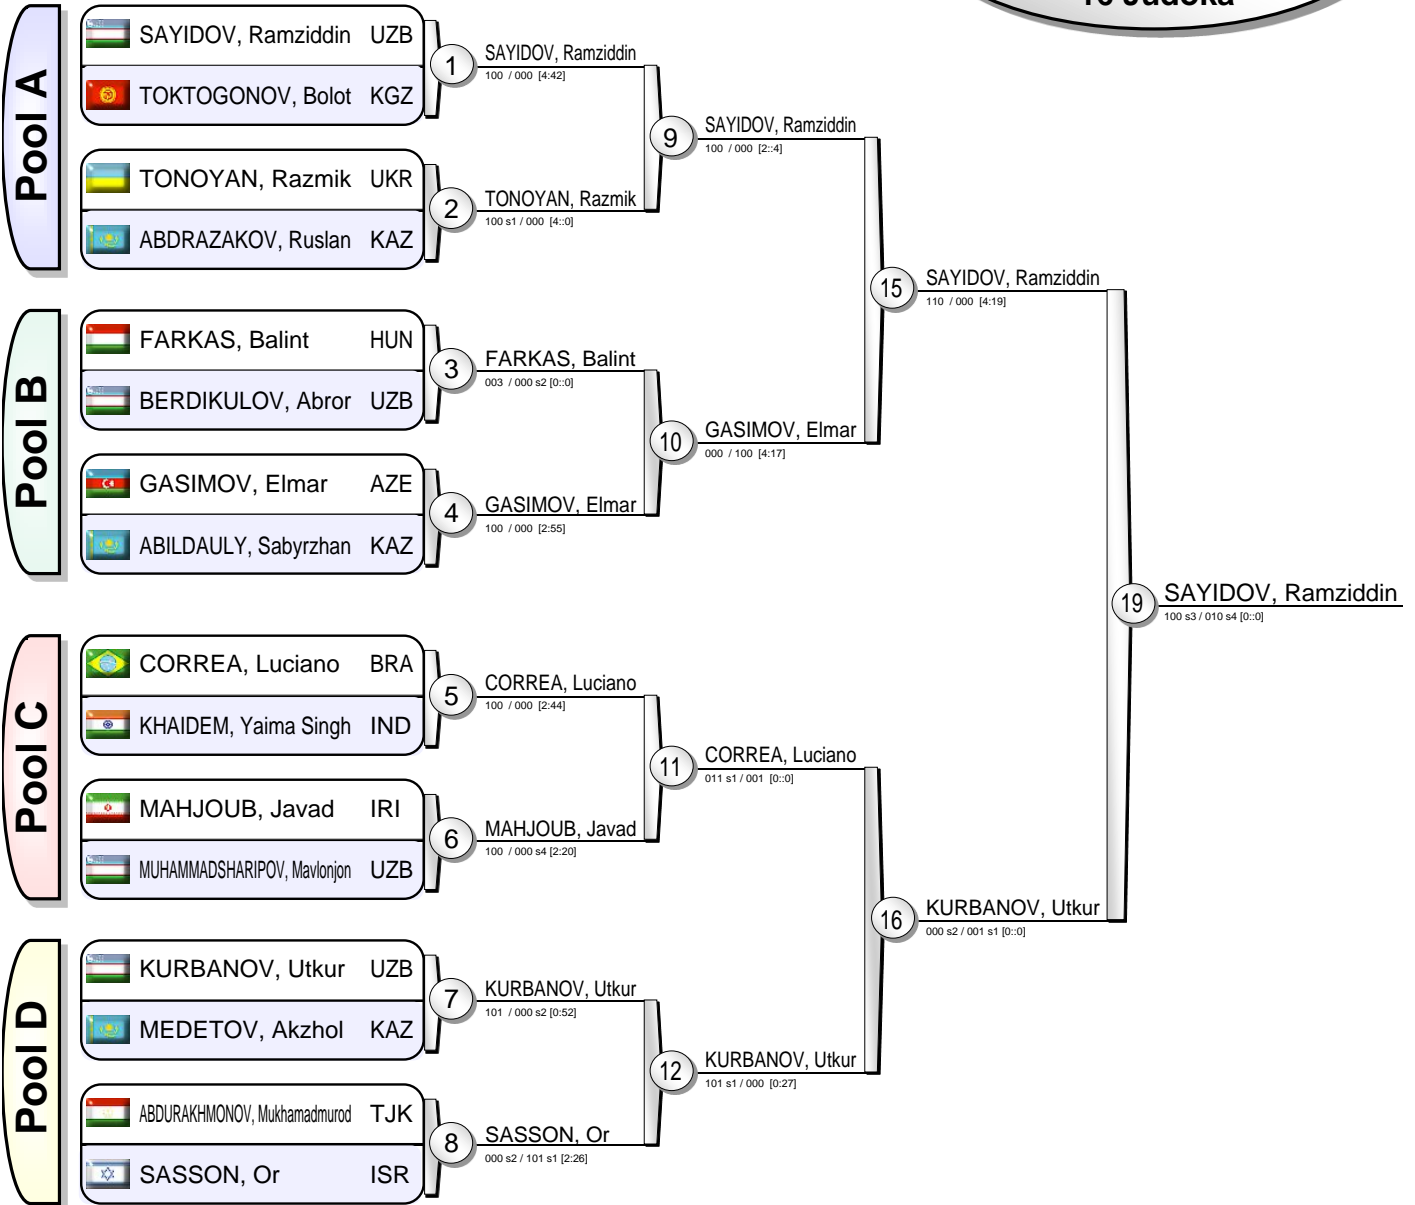 16 Judoka
Pool A
SAYIDOV, Ramziddin UZB
TOKTOGONOV, Bolot KGZ
1
SAYIDOV, Ramziddin
100 / 000 [4:42]
TONOYAN, Razmik UKR
ABDRAZAKOV, Ruslan KAZ
2
TONOYAN, Razmik
100 s1 / 000 [4::0]
9
SAYIDOV, Ramziddin
100 / 000 [2::4]
Pool B
FARKAS, Balint HUN
BERDIKULOV, Abror UZB
3
FARKAS, Balint
003 / 000 s2 [0::0]
GASIMOV, Elmar AZE
ABILDAULY, Sabyrzhan KAZ
4
GASIMOV, Elmar
100 / 000 [2:55]
10
GASIMOV, Elmar
000 / 100 [4:17]
15
SAYIDOV, Ramziddin
110 / 000 [4:19]
Pool C
CORREA, Luciano BRA
KHAIDEM, Yaima Singh IND
5
CORREA, Luciano
100 / 000 [2:44]
MAHJOUB, Javad IRI
MUHAMMADSHARIPOV, Mavlonjon UZB
6
MAHJOUB, Javad
100 / 000 s4 [2:20]
11
CORREA, Luciano
011 s1 / 001 [0::0]
Pool D
KURBANOV, Utkur UZB
MEDETOV, Akzhol KAZ
7
KURBANOV, Utkur
101 / 000 s2 [0:52]
ABDURAKHMONOV, Mukhamadmurod TJK
SASSON, Or ISR
8
SASSON, Or
000 s2 / 101 s1 [2:26]
12
KURBANOV, Utkur
101 s1 / 000 [0:27]
16
KURBANOV, Utkur
000 s2 / 001 s1 [0::0]
19
SAYIDOV, Ramziddin
100 s3 / 010 s4 [0::0]